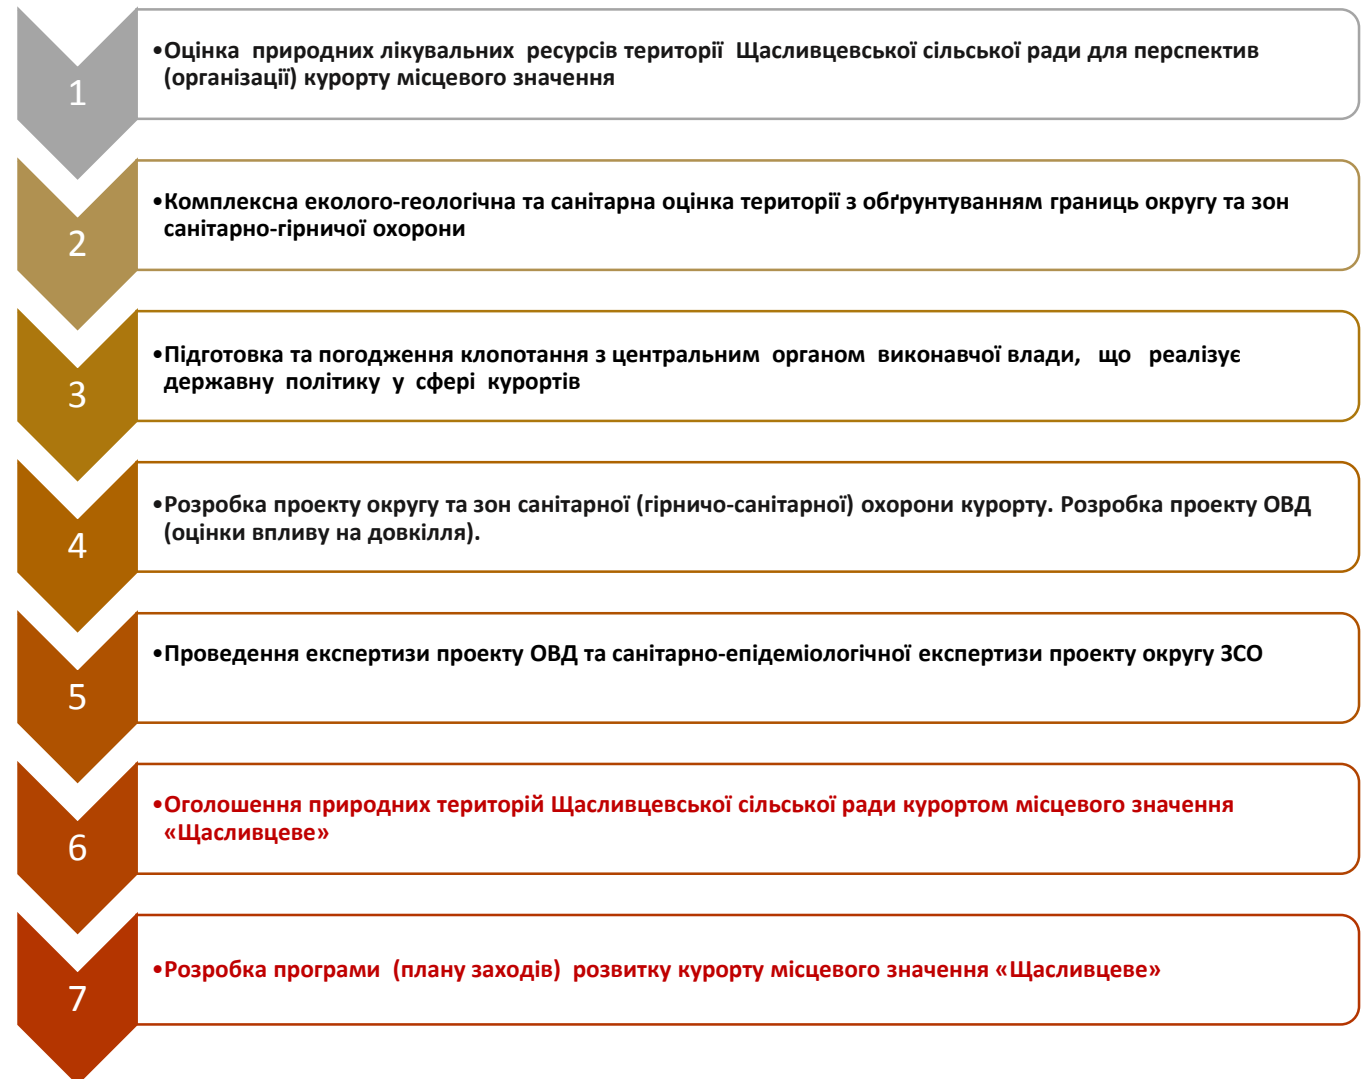 1
•Оцінка природних лікувальних ресурсів території Щасливцевської сільської ради для перспектив
(організації) курорту місцевого значення
2
•Комплексна еколого-геологічна та санітарна оцінка території з обґрунтуванням границь округу та зон
санітарно-гірничої охорони
3
•Підготовка та погодження клопотання з центральним органом виконавчої влади, що реалізує
державну політику у сфері курортів
4
•Розробка проекту округу та зон санітарної (гірничо-санітарної) охорони курорту. Розробка проекту ОВД
(оцінки впливу на довкілля).
5
•Проведення експертизи проекту ОВД та санітарно-епідеміологічної експертизи проекту округу ЗСО
6
•Оголошення природних територій Щасливцевської сільської ради курортом місцевого значення
«Щасливцеве»
7
•Розробка програми (плану заходів) розвитку курорту місцевого значення «Щасливцеве»